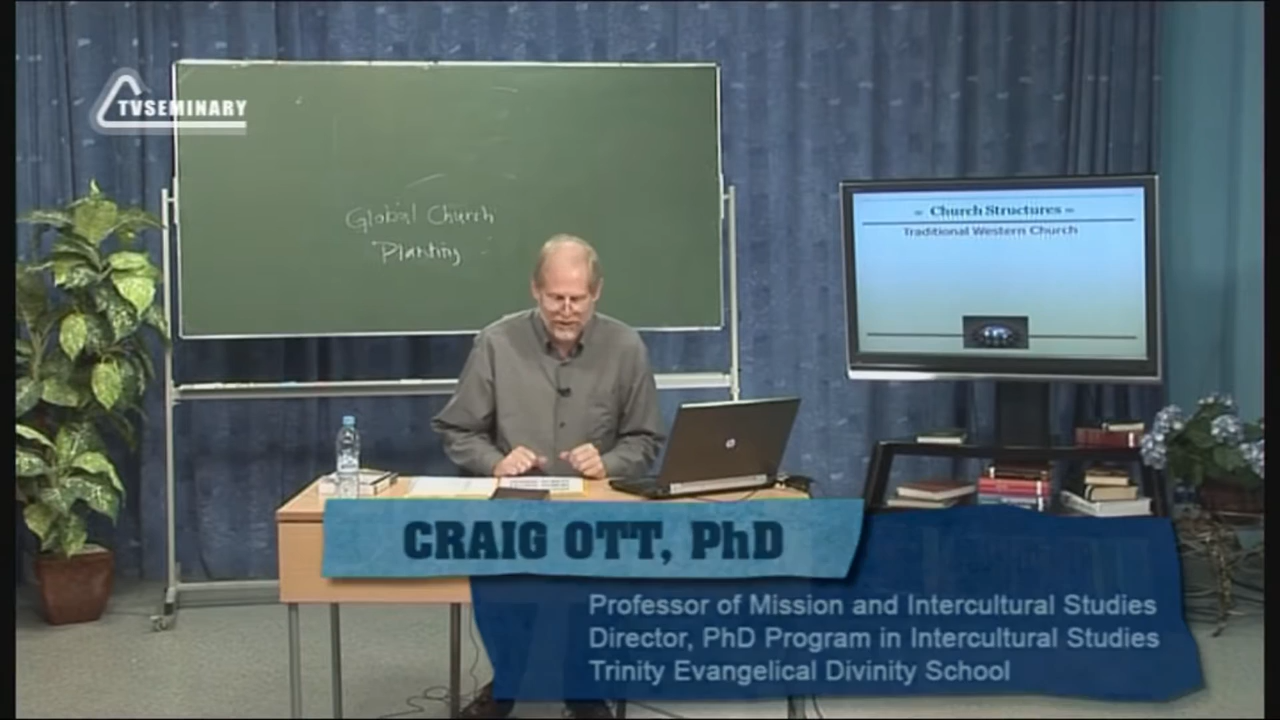 TVSEMINARY
Global Church
Planting
Church Structures
Traditional Western Church
CRAIG OTT, PhD
Professor of Mission and Intercultural Studies
Director, PhD Program in Intercultural Studies
Trinity Evangelical Divinity School